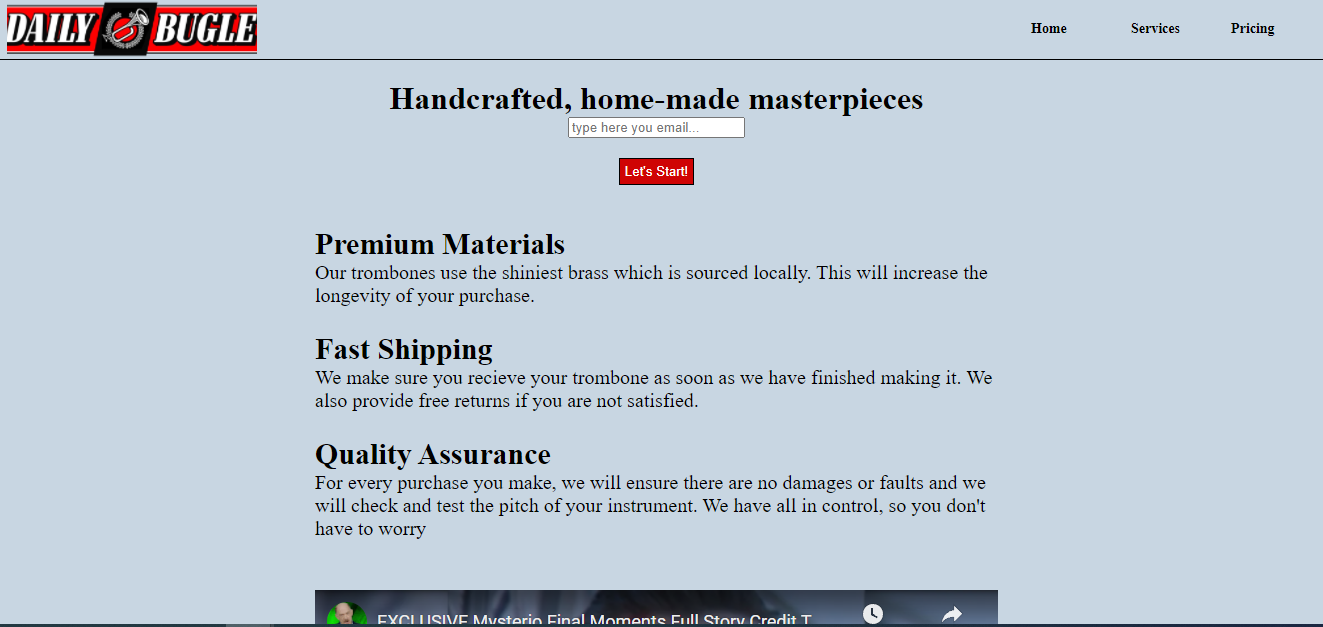 DAILY BUGLE
Home Services Pricing
Handcrafted, home-made masterpieces
type here you email...
Let's Start!
Premium Materials
Our trombones use the shiniest brass which is sourced locally. This will increase the
longevity of your purchase.
Fast Shipping
We make sure you recieve your trombone as soon as we have finished making it. We
also provide free returns if you are not satisfied.
Quality Assurance
For every purchase you make, we will ensure there are no damages or faults and we
will check and test the pitch of your instrument. We have all in control, so you don't
have to worry
EXCLUSIVE Mysterio Final Moments Full Story Credit T